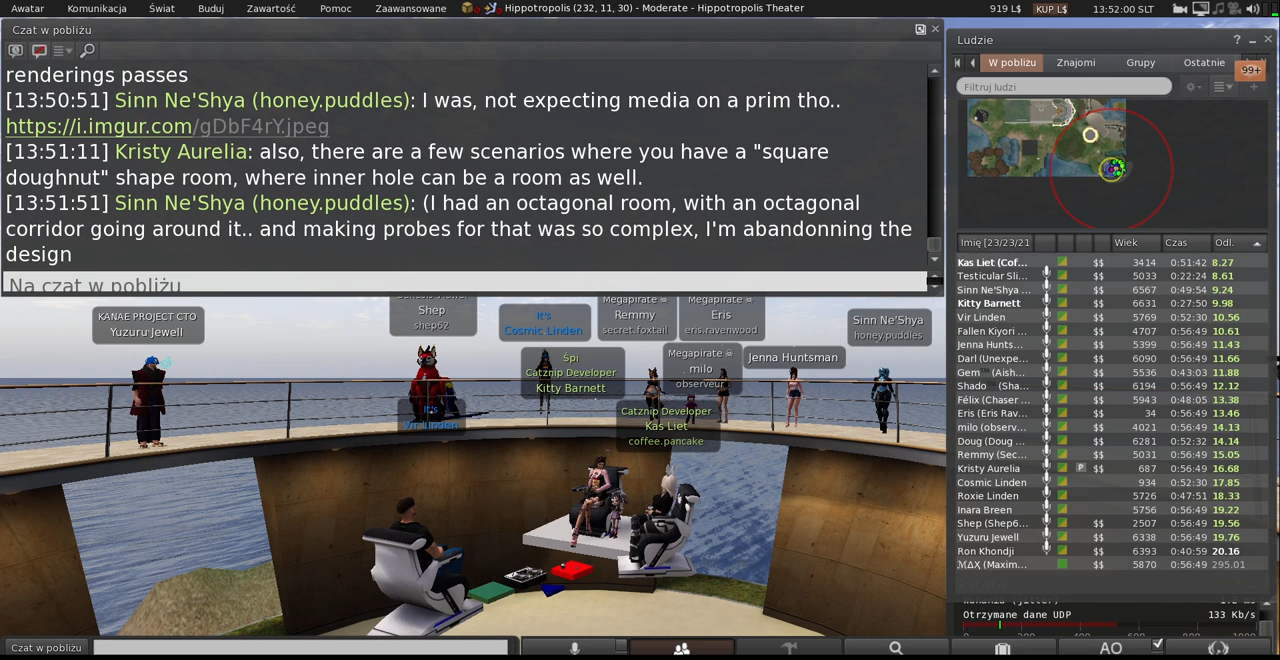 Awatar Komunikacja Świat Buduj Zawartość Pomoc Zaawansowane Hippotropolis (232, 11, 30) - Moderate - Hippotropolis Theater 919 L$ KUP L$ 13:52:00 SLT
Czat w pobliżu
renderings passes
[13:50:51] Sinn Ne'Shya (honey.puddles): I was, not expecting media on a prim tho..
https://i.imgur.com/gDbF4rY.jpeg
[13:51:11] Kristy Aurelia: also, there are a few scenarios where you have a "square
doughnut" shape room, where inner hole can be a room as well.
[13:51:51] Sinn Ne'Shya (honey.puddles): (I had an octagonal room, with an octagonal
corridor going around it.. and making probes for that was so complex, I'm abandonning the
design
Na czat w pobliżu
KANAE PROJECT CTO
Yuzuru Jewell
Shep
shep62
It's
Cosmic Linden
Megapirate ☠
Remmy
secret.foxtail
Megapirate ☠
Eris
eris.ravenwood
Sinn Ne'Shya
honey.puddles
Śpi
Catznip Developer
Kitty Barnett
Megapirate ☠
. milo
observeur
Jenna Huntsman
It's
Vir Linden
Catznip Developer
Kas Liet
coffee.pancake
Ludzie
? _ ×
W pobliżu Znajomi Grupy Ostatnie
99+
Filtruj ludzi
Imię [23/23/21 Wiek Czas Odl.
Kas Liet (Cof... $$ 3414 0:51:42 8.27
Testicular Sli... $$ 5033 0:22:24 8.61
Sinn Ne'Shya ... $$ 6567 0:49:54 9.24
Kitty Barnett $$ 6631 0:27:50 9.98
Vir Linden $$ 5769 0:52:30 10.56
Fallen Kiyori ... $$ 4707 0:56:49 10.61
Jenna Hunts... $$ 5399 0:56:49 11.43
Darl (Unexpe... $$ 6090 0:56:49 11.66
Gem™ (Aish... $$ 5536 0:43:03 11.88
Shado (Sha... $$ 6194 0:56:49 12.12
Félix (Chaser ... $$ 5943 0:48:05 13.38
Eris (Eris Rav... $$ 34 0:56:49 13.46
milo (observ... $$ 4021 0:56:49 14.13
Doug (Doug ... $$ 6281 0:52:32 14.14
Remmy (Sec... $$ 5031 0:56:49 15.05
Kristy Aurelia P $$ 687 0:56:49 16.68
Cosmic Linden 934 0:52:30 17.85
Roxie Linden 5726 0:47:51 18.33
Inara Breen 5756 0:56:49 19.22
Shep (Shep6... $$ 2507 0:56:49 19.56
Yuzuru Jewell $$ 6338 0:56:49 19.76
Ron Khondji $$ 6393 0:40:59 20.16
MΔX (Maxim... $$ 5870 0:56:49 295.01
Otrzymane dane UDP 133 Kb/s
Czat w pobliżu
AO